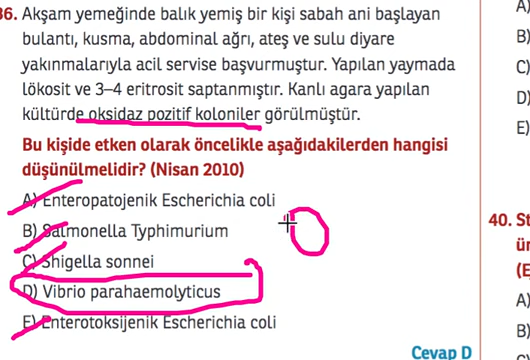 36. Akşam yemeğinde balık yemiş bir kişi sabah ani başlayan
bulantı, kusma, abdominal ağrı, ateş ve sulu diyare
yakınmalarıyla acil servise başvurmuştur. Yapılan yaymada
lökosit ve 3–4 eritrosit saptanmıştır. Kanlı agara yapılan
kültürde oksidaz pozitif koloniler görülmüştür.
Bu kişide etken olarak öncelikle aşağıdakilerden hangisi
düşünülmelidir? (Nisan 2010)
A) Enteropatojenik Escherichia coli
B) Salmonella Typhimurium
C) Shigella sonnei
D) Vibrio parahaemolyticus
E) Enterotoksijenik Escherichia coli
Cevap D
A)
B)
C)
D)
E)
40. St
ür
(E
A)
B)